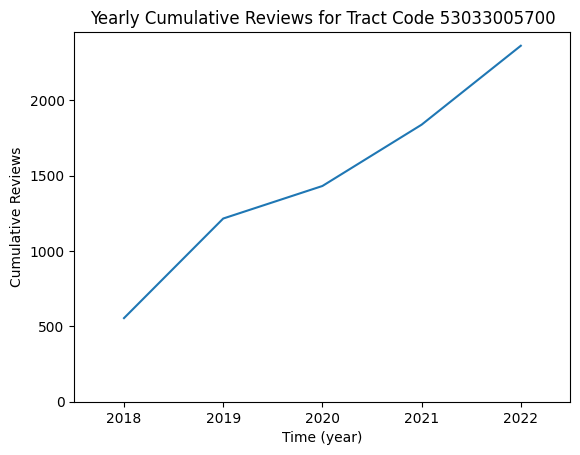 Yearly Cumulative Reviews for Tract Code 53033005700
Cumulative Reviews
2000
1500
1000
500
0
2018 2019 2020 2021 2022
Time (year)